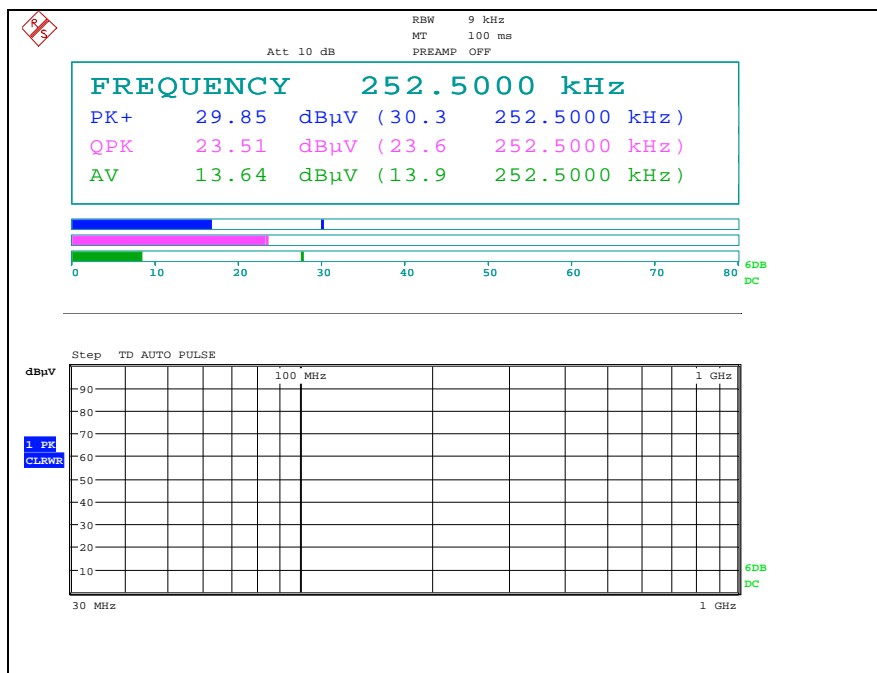 R S
RBW 9 kHz
MT 100 ms
Att 10 dB PREAMP OFF
FREQUENCY 252.5000 kHz
PK+ 29.85 dBµV (30.3 252.5000 kHz)
QPK 23.51 dBµV (23.6 252.5000 kHz)
AV 13.64 dBµV (13.9 252.5000 kHz)
0 10 20 30 40 50 60 70 80
6DB
DC
Step TD AUTO PULSE
dBµV
100 MHz 1 GHz
90
80
70
1 PK
CLRWR
60
50
40
30
20
10
6DB
DC
30 MHz 1 GHz